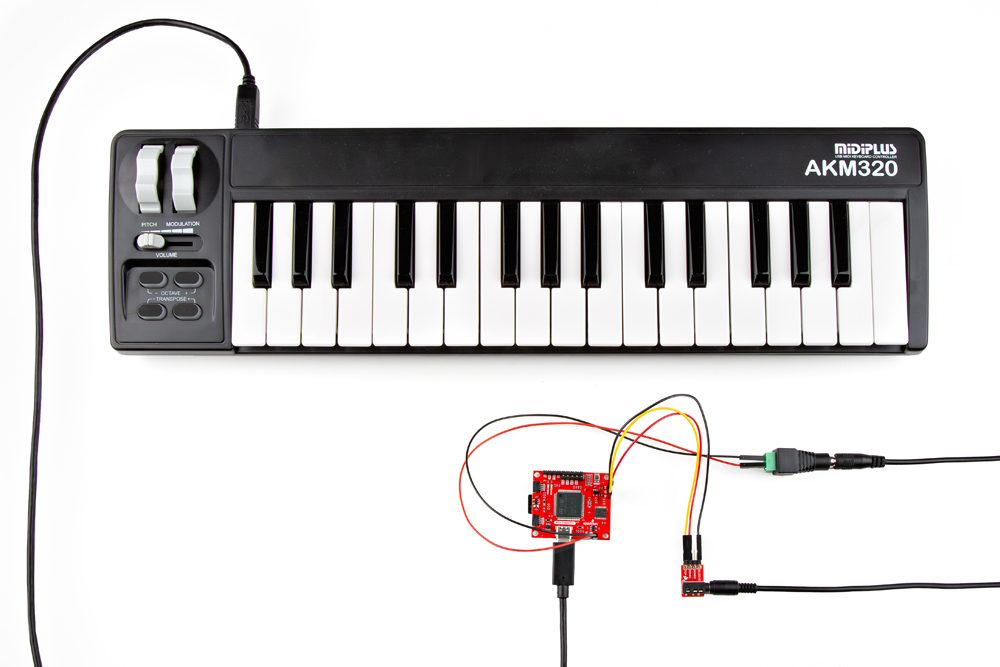 MIDIPLUS
USB MIDI KEYBOARD CONTROLLER
AKM320
PITCH MODULATION
VOLUME
OCTAVE
TRANSPOSE